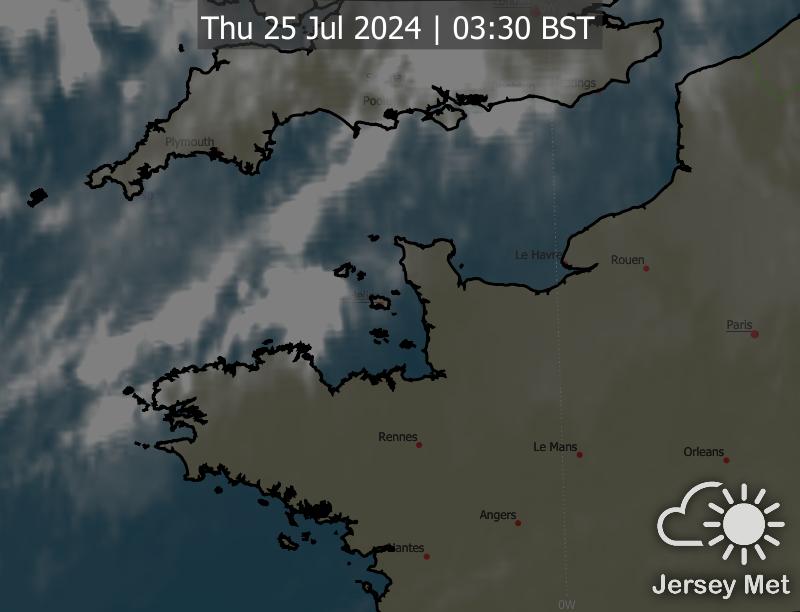 Thu 25 Jul 2024 | 03:30 BST
Plymouth
Le Havre
Rouen
Paris
Rennes
Le Mans
Orleans
Angers
Nantes
Jersey Met
0W